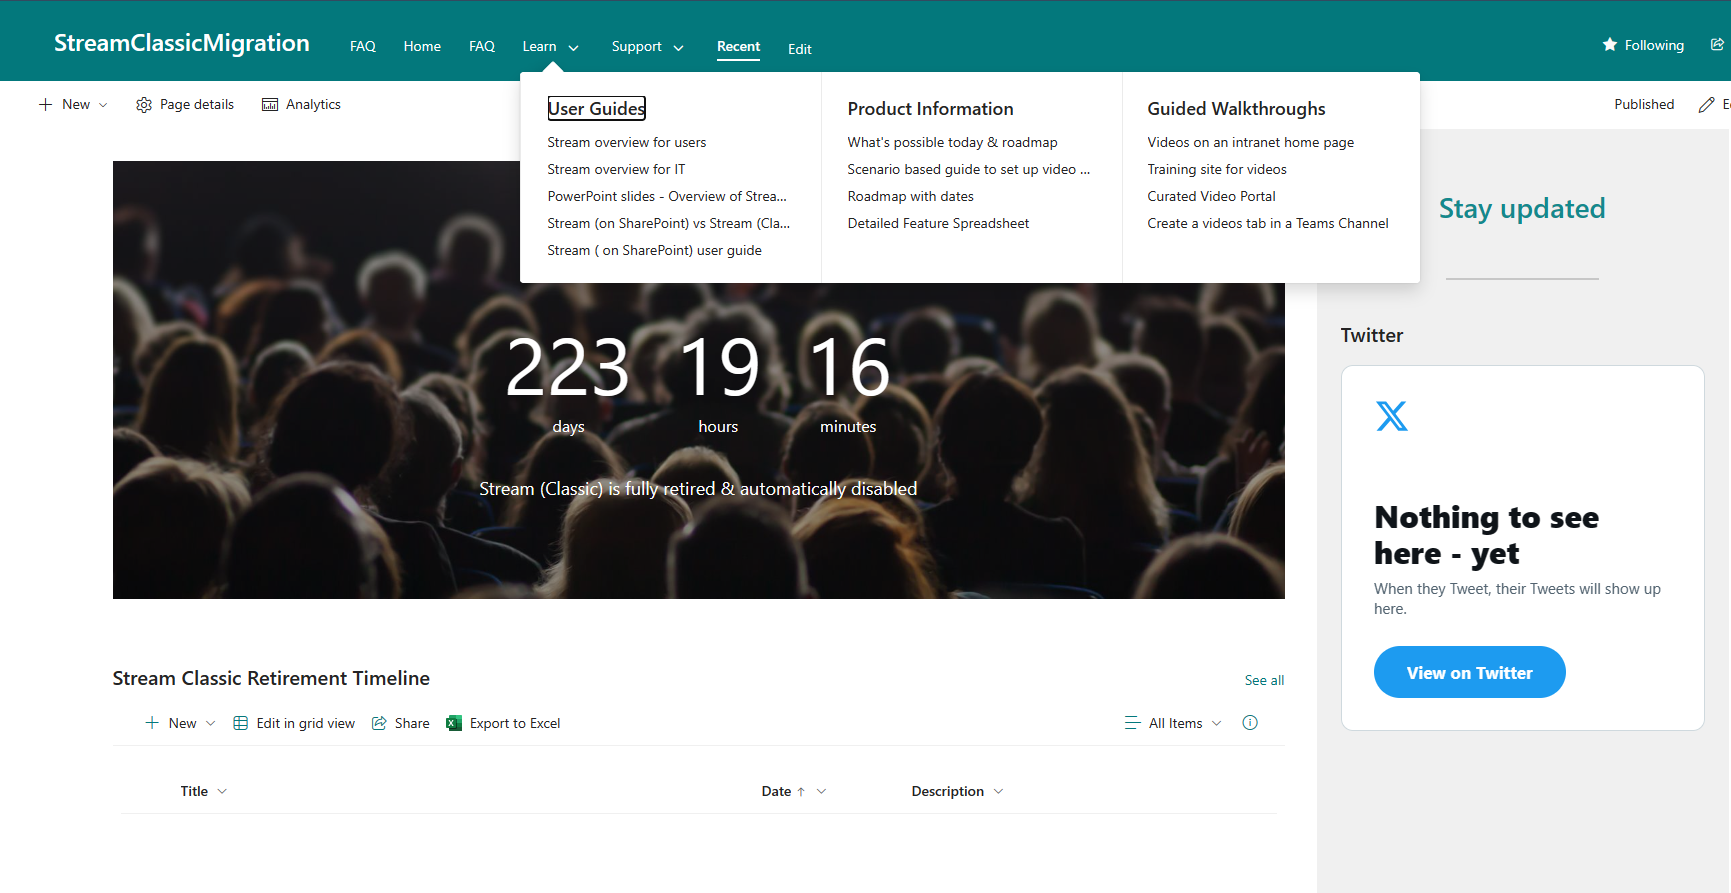 StreamClassicMigration
FAQ
Home
FAQ
Learn
Support
Recent
Edit
Following
New
Page details
Analytics
Published
User Guides
Stream overview for users
Stream overview for IT
PowerPoint slides - Overview of Strea...
Stream (on SharePoint) vs Stream (Cla...
Stream ( on SharePoint) user guide
Product Information
What's possible today & roadmap
Scenario based guide to set up video ...
Roadmap with dates
Detailed Feature Spreadsheet
Guided Walkthroughs
Videos on an intranet home page
Training site for videos
Curated Video Portal
Create a videos tab in a Teams Channel
223 19 16
days hours minutes
Stream (Classic) is fully retired & automatically disabled
Stay updated
Twitter
Nothing to see
here - yet
When they Tweet, their Tweets will show up
here.
View on Twitter
Stream Classic Retirement Timeline
See all
New
Edit in grid view
Share
Export to Excel
All Items
Title
Date
Description